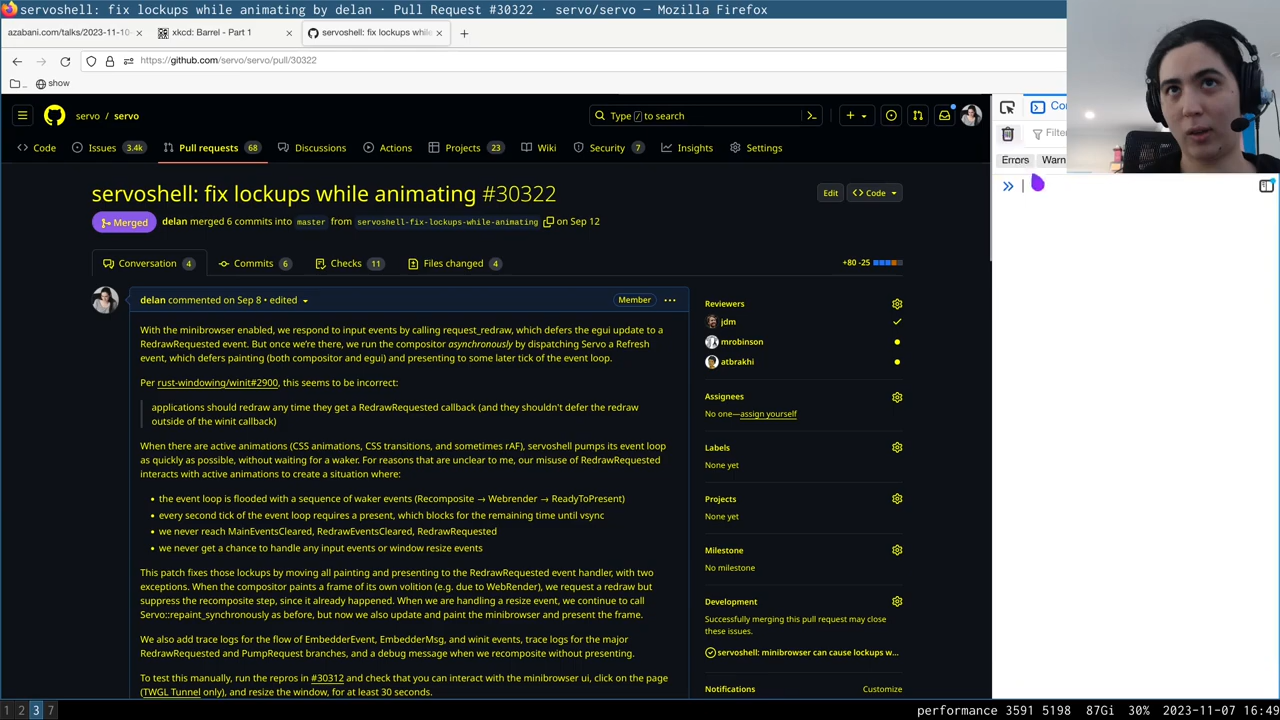 servoshell: fix lockups while animating by delan · Pull Request #30322 · servo/servo — Mozilla Firefox
azabani.com/talks/2023-11-10-
xkcd: Barrel - Part 1
servoshell: fix lockups while
https://github.com/servo/servo/pull/30322
show
servo / servo
Type / to search
Code
Issues 3.4k
Pull requests 68
Discussions
Actions
Projects 23
Wiki
Security 7
Insights
Settings
servoshell: fix lockups while animating #30322
Edit
Code
Merged
delan merged 6 commits into master from servoshell-fix-lockups-while-animating on Sep 12
Conversation 4
Commits 6
Checks 11
Files changed 4
+80 -25
delan commented on Sep 8 • edited
Member
With the minibrowser enabled, we respond to input events by calling request_redraw, which defers the egui update to a
RedrawRequested event. But once we're there, we run the compositor asynchronously by dispatching Servo a Refresh
event, which defers painting (both compositor and egui) and presenting to some later tick of the event loop.
Per rust-windowing/winit#2900, this seems to be incorrect:
applications should redraw any time they get a RedrawRequested callback (and they shouldn't defer the redraw
outside of the winit callback)
When there are active animations (CSS animations, CSS transitions, and sometimes rAF), servoshell pumps its event loop
as quickly as possible, without waiting for a waker. For reasons that are unclear to me, our misuse of RedrawRequested
interacts with active animations to create a situation where:
• the event loop is flooded with a sequence of waker events (Recomposite → Webrender → ReadyToPresent)
• every second tick of the event loop requires a present, which blocks for the remaining time until vsync
• we never reach MainEventsCleared, RedrawEventsCleared, RedrawRequested
• we never get a chance to handle any input events or window resize events
This patch fixes those lockups by moving all painting and presenting to the RedrawRequested event handler, with two
exceptions. When the compositor paints a frame of its own volition (e.g. due to WebRender), we request a redraw but
suppress the recomposite step, since it already happened. When we are handling a resize event, we continue to call
Servo::repaint_synchronously as before, but now we also update and paint the minibrowser and present the frame.
We also add trace logs for the flow of EmbedderEvent, EmbedderMsg, and winit events, trace logs for the major
RedrawRequested and PumpRequest branches, and a debug message when we recomposite without presenting.
To test this manually, run the repros in #30312 and check that you can interact with the minibrowser ui, click on the page
(TWGL Tunnel only), and resize the window, for at least 30 seconds.
Reviewers
jdm
mrobinson
atbrakhi
Assignees
No one—assign yourself
Labels
None yet
Projects
None yet
Milestone
No milestone
Development
Successfully merging this pull request may close
these issues.
servoshell: minibrowser can cause lockups w...
Notifications
Customize
Errors
1 2 3 7
performance 3591 5198 87Gi 30% 2023-11-07 16:49